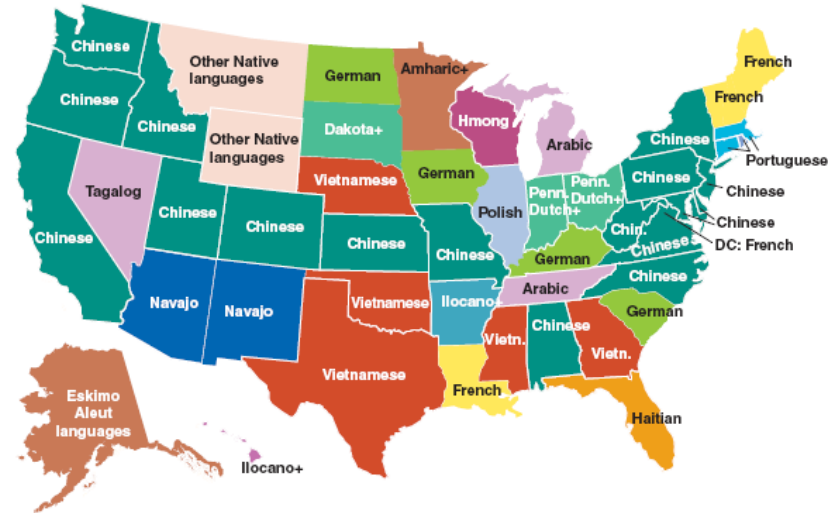 Chinese
Chinese
Chinese
Other Native
languages
Other Native
languages
German
Dakota+
Amharic+
Hmong
Arabic
French
French
Portuguese
Chinese
Chinese
Chinese
Chinese
DC: French
Tagalog
Chinese
Chinese
Chinese
Vietnamese
German
Polish
Penn.
Dutch+
Penn.
Dutch+
Chin.
Chinese
Chinese
Chinese
German
Chinese
Navajo
Navajo
Vietnamese
Ilocano+
Arabic
German
Vietnamese
Vietn.
Chinese
Vietn.
French
Haitian
Eskimo
Aleut
languages
Ilocano+